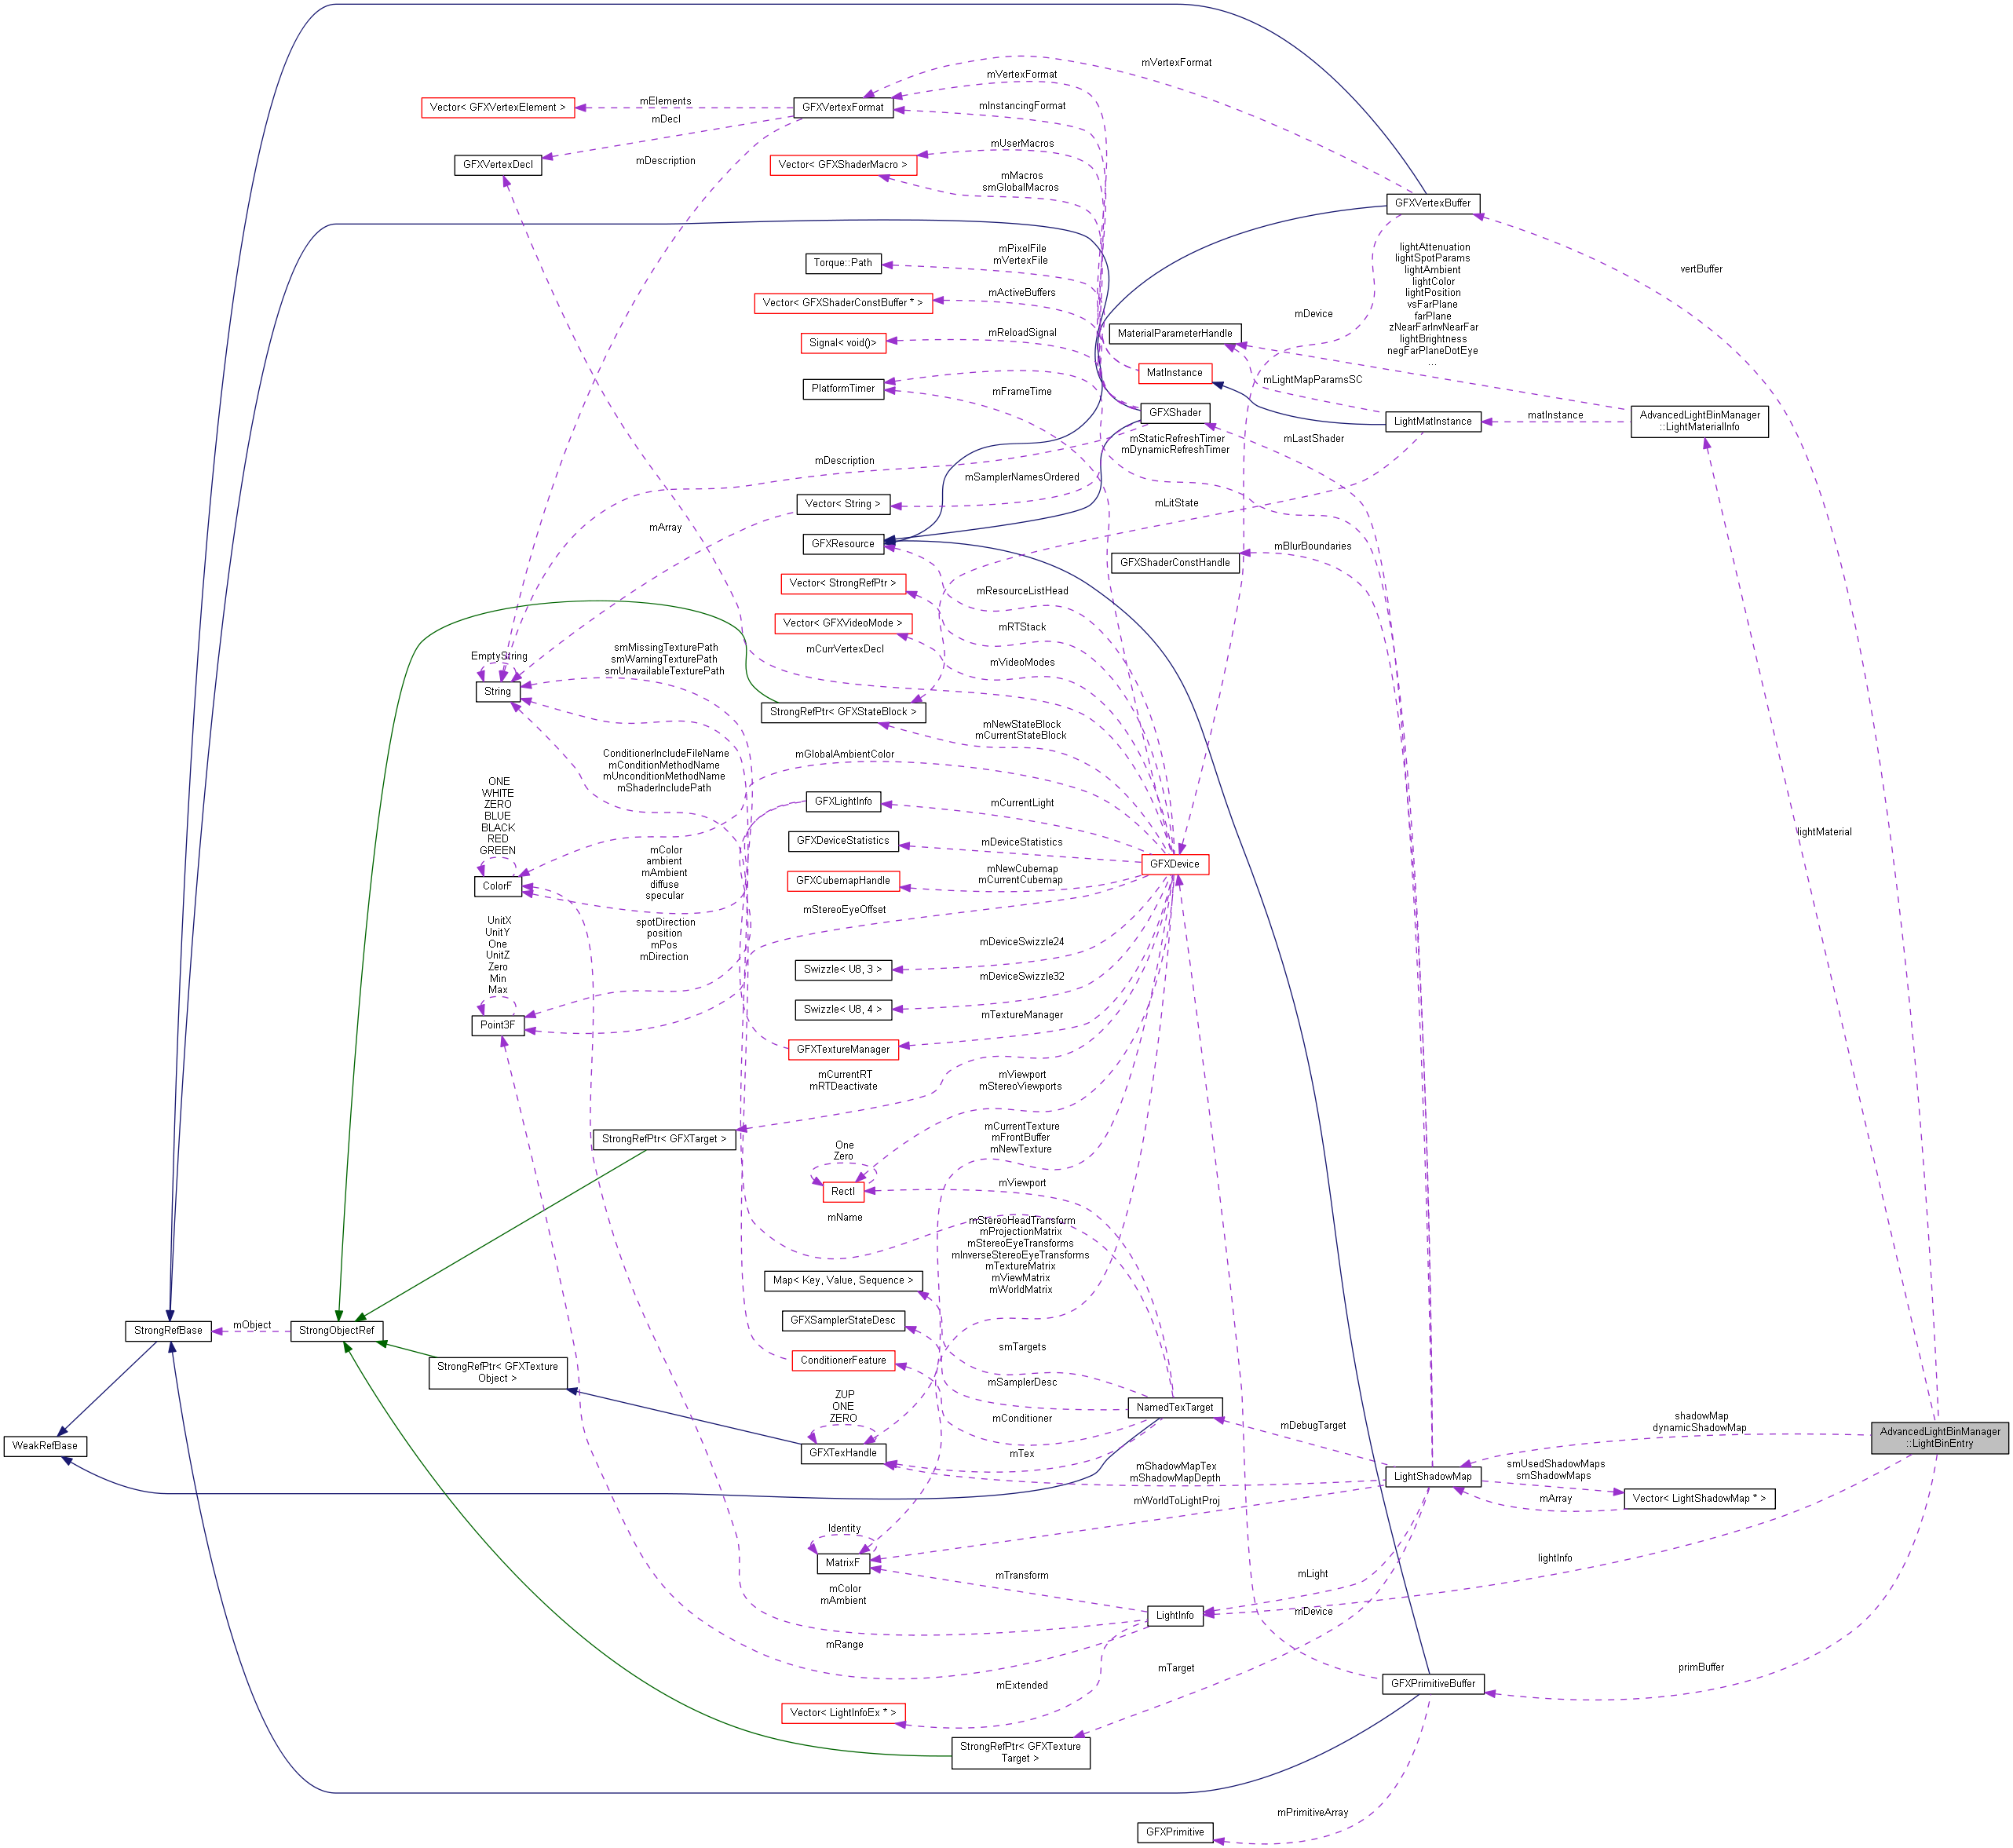 mVertexFormat
mVertexFormat
mElements
Vector< GFXVertexElement >
GFXVertexFormat
mInstancingFormat
mDecl
mUserMacros
mDescription
GFXVertexDecl
Vector< GFXShaderMacro >
mMacros
smGlobalMacros
GFXVertexBuffer
mPixelFile
mVertexFile
Torque::Path
lightAttenuation
lightSpotParams
lightAmbient
lightColor
lightPosition
vsFarPlane
farPlane
zNearFarInvNearFar
lightBrightness
negFarPlaneDotEye
...
vertBuffer
mActiveBuffers
Vector< GFXShaderConstBuffer * >
mDevice
mReloadSignal
Signal< void()>
MaterialParameterHandle
MatInstance
mLightMapParamsSC
PlatformTimer
mFrameTime
GFXShader
LightMatInstance
matInstance
AdvancedLightBinManager
::LightMaterialInfo
mStaticRefreshTimer
mDynamicRefreshTimer
mLastShader
mDescription
mSamplerNamesOrdered
Vector< String >
mLitState
mArray
GFXResource
mBlurBoundaries
GFXShaderConstHandle
Vector< StrongRefPtr >
mResourceListHead
Vector< GFXVideoMode >
mRTStack
mCurrVertexDecl
mVideoModes
EmptyString
String
smMissingTexturePath
smWarningTexturePath
smUnavailableTexturePath
StrongRefPtr< GFXStateBlock >
mNewStateBlock
mCurrentStateBlock
ConditionerIncludeFileName
mConditionMethodName
mUnconditionMethodName
mShaderIncludePath
mGlobalAmbientColor
ONE
WHITE
ZERO
BLUE
BLACK
RED
GREEN
ColorF
GFXLightInfo
mCurrentLight
GFXDeviceStatistics
mDeviceStatistics
lightMaterial
mColor
ambient
mAmbient
diffuse
specular
GFXCubemapHandle
mNewCubemap
mCurrentCubemap
GFXDevice
mStereoEyeOffset
UnitX
UnitY
One
UnitZ
Zero
Min
Max
Point3F
spotDirection
position
mPos
mDirection
mDeviceSwizzle24
Swizzle< U8, 3 >
mDeviceSwizzle32
Swizzle< U8, 4 >
mTextureManager
GFXTextureManager
mCurrentRT
mRTDeactivate
mViewport
mStereoViewports
StrongRefPtr< GFXTarget >
mCurrentTexture
mFrontBuffer
mNewTexture
One
Zero
RectI
mViewport
mName
mStereoHeadTransform
mProjectionMatrix
mStereoEyeTransforms
mInverseStereoEyeTransforms
mTextureMatrix
mViewMatrix
mWorldMatrix
Map< Key, Value, Sequence >
GFXSamplerStateDesc
StrongRefBase
mObject
StrongObjectRef
smTargets
ConditionerFeature
StrongRefPtr< GFXTexture
Object >
mSamplerDesc
NamedTexTarget
ZUP
ONE
ZERO
mConditioner
mDebugTarget
shadowMap
dynamicShadowMap
AdvancedLightBinManager
::LightBinEntry
WeakRefBase
GFXTexHandle
mTex
mShadowMapTex
mShadowMapDepth
LightShadowMap
smUsedShadowMaps
smShadowMaps
mWorldToLightProj
mArray
Vector< LightShadowMap * >
Identity
MatrixF
lightInfo
mTransform
mLight
mColor
mAmbient
LightInfo
mDevice
mRange
mTarget
primBuffer
mExtended
GFXPrimitiveBuffer
Vector< LightInfoEx * >
StrongRefPtr< GFXTexture
Target >
mPrimitiveArray
GFXPrimitive